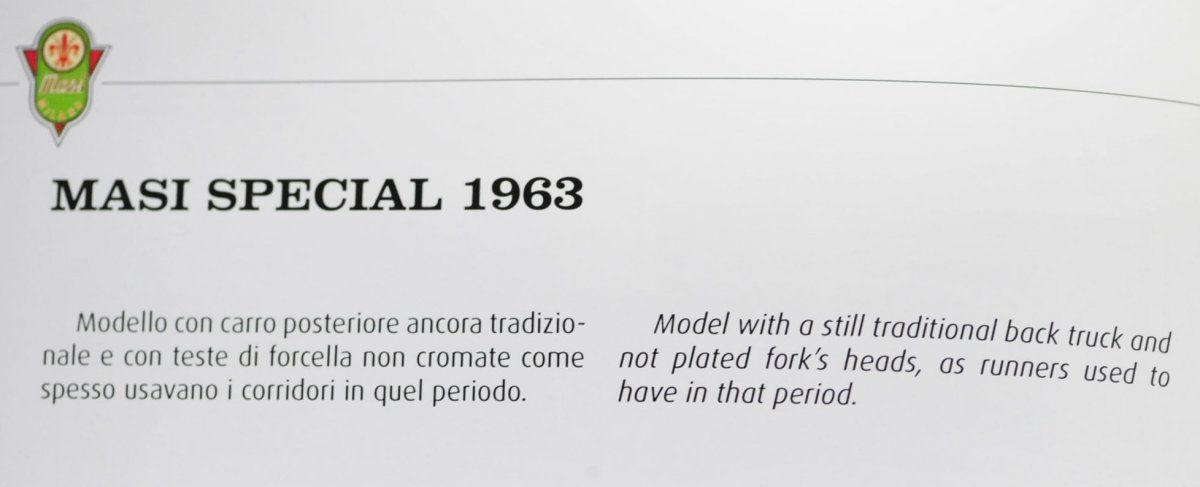 Masi
MILANO
MASI SPECIAL 1963
Modello con carro posteriore ancora tradizio-
nale e con teste di forcella non cromate come
spesso usavano i corridori in quel periodo.
Model with a still traditional back truck and
not plated fork's heads, as runners used to
have in that period.